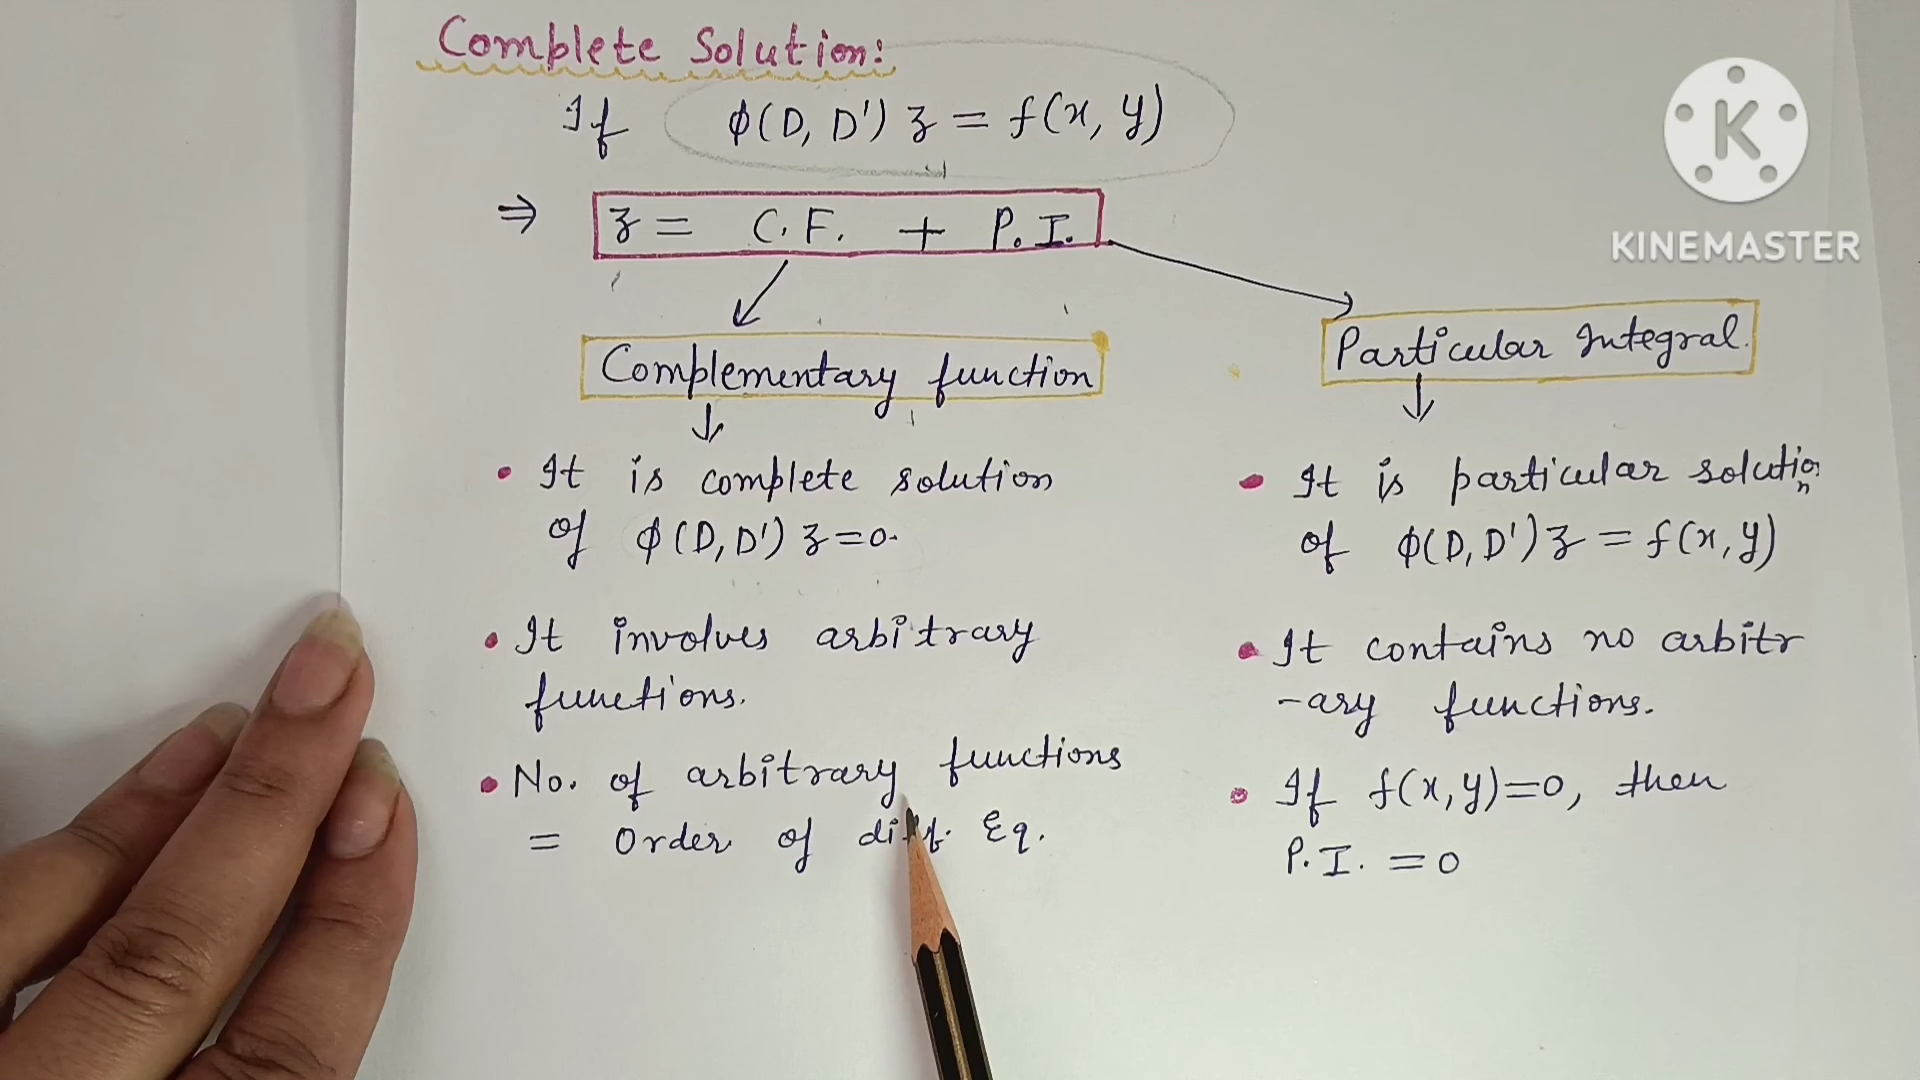 Complete Solution:
If ϕ(D, D') z = f(x, y)
⇒ z = C.F. + P.I.
K
KINEMASTER
Complementary function
Particular Integral.
• It is complete solution
of ϕ(D, D') z = 0.
• It involves arbitrary
functions.
• No. of arbitrary functions
= Order of diff. Eq.
• It is particular solution
of ϕ(D, D') z = f(x, y)
• It contains no arbitr
-ary functions.
• If f(x, y)=0, then
P.I. = 0